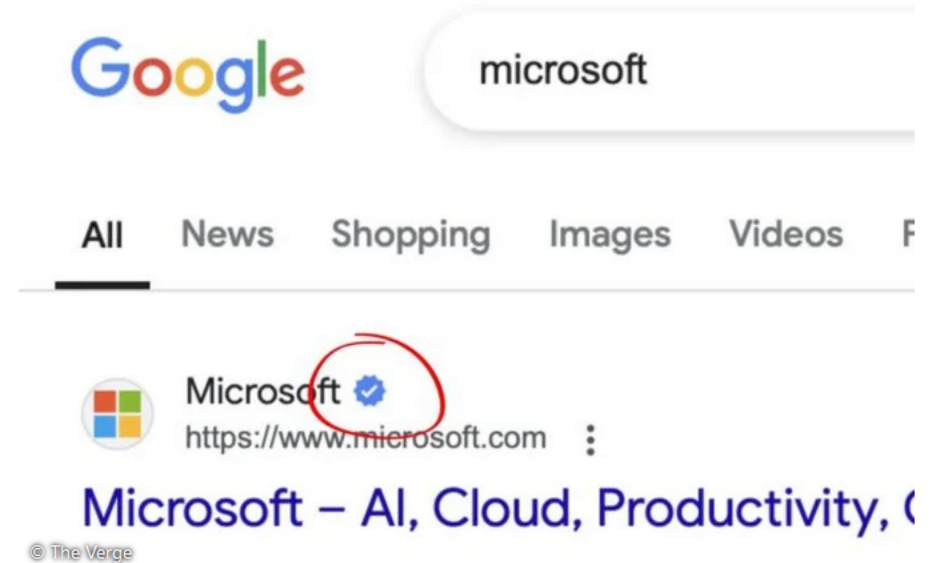 Google
microsoft
All News Shopping Images Videos
Microsoft
https://www.microsoft.com
Microsoft – AI, Cloud, Productivity,
© The Verge